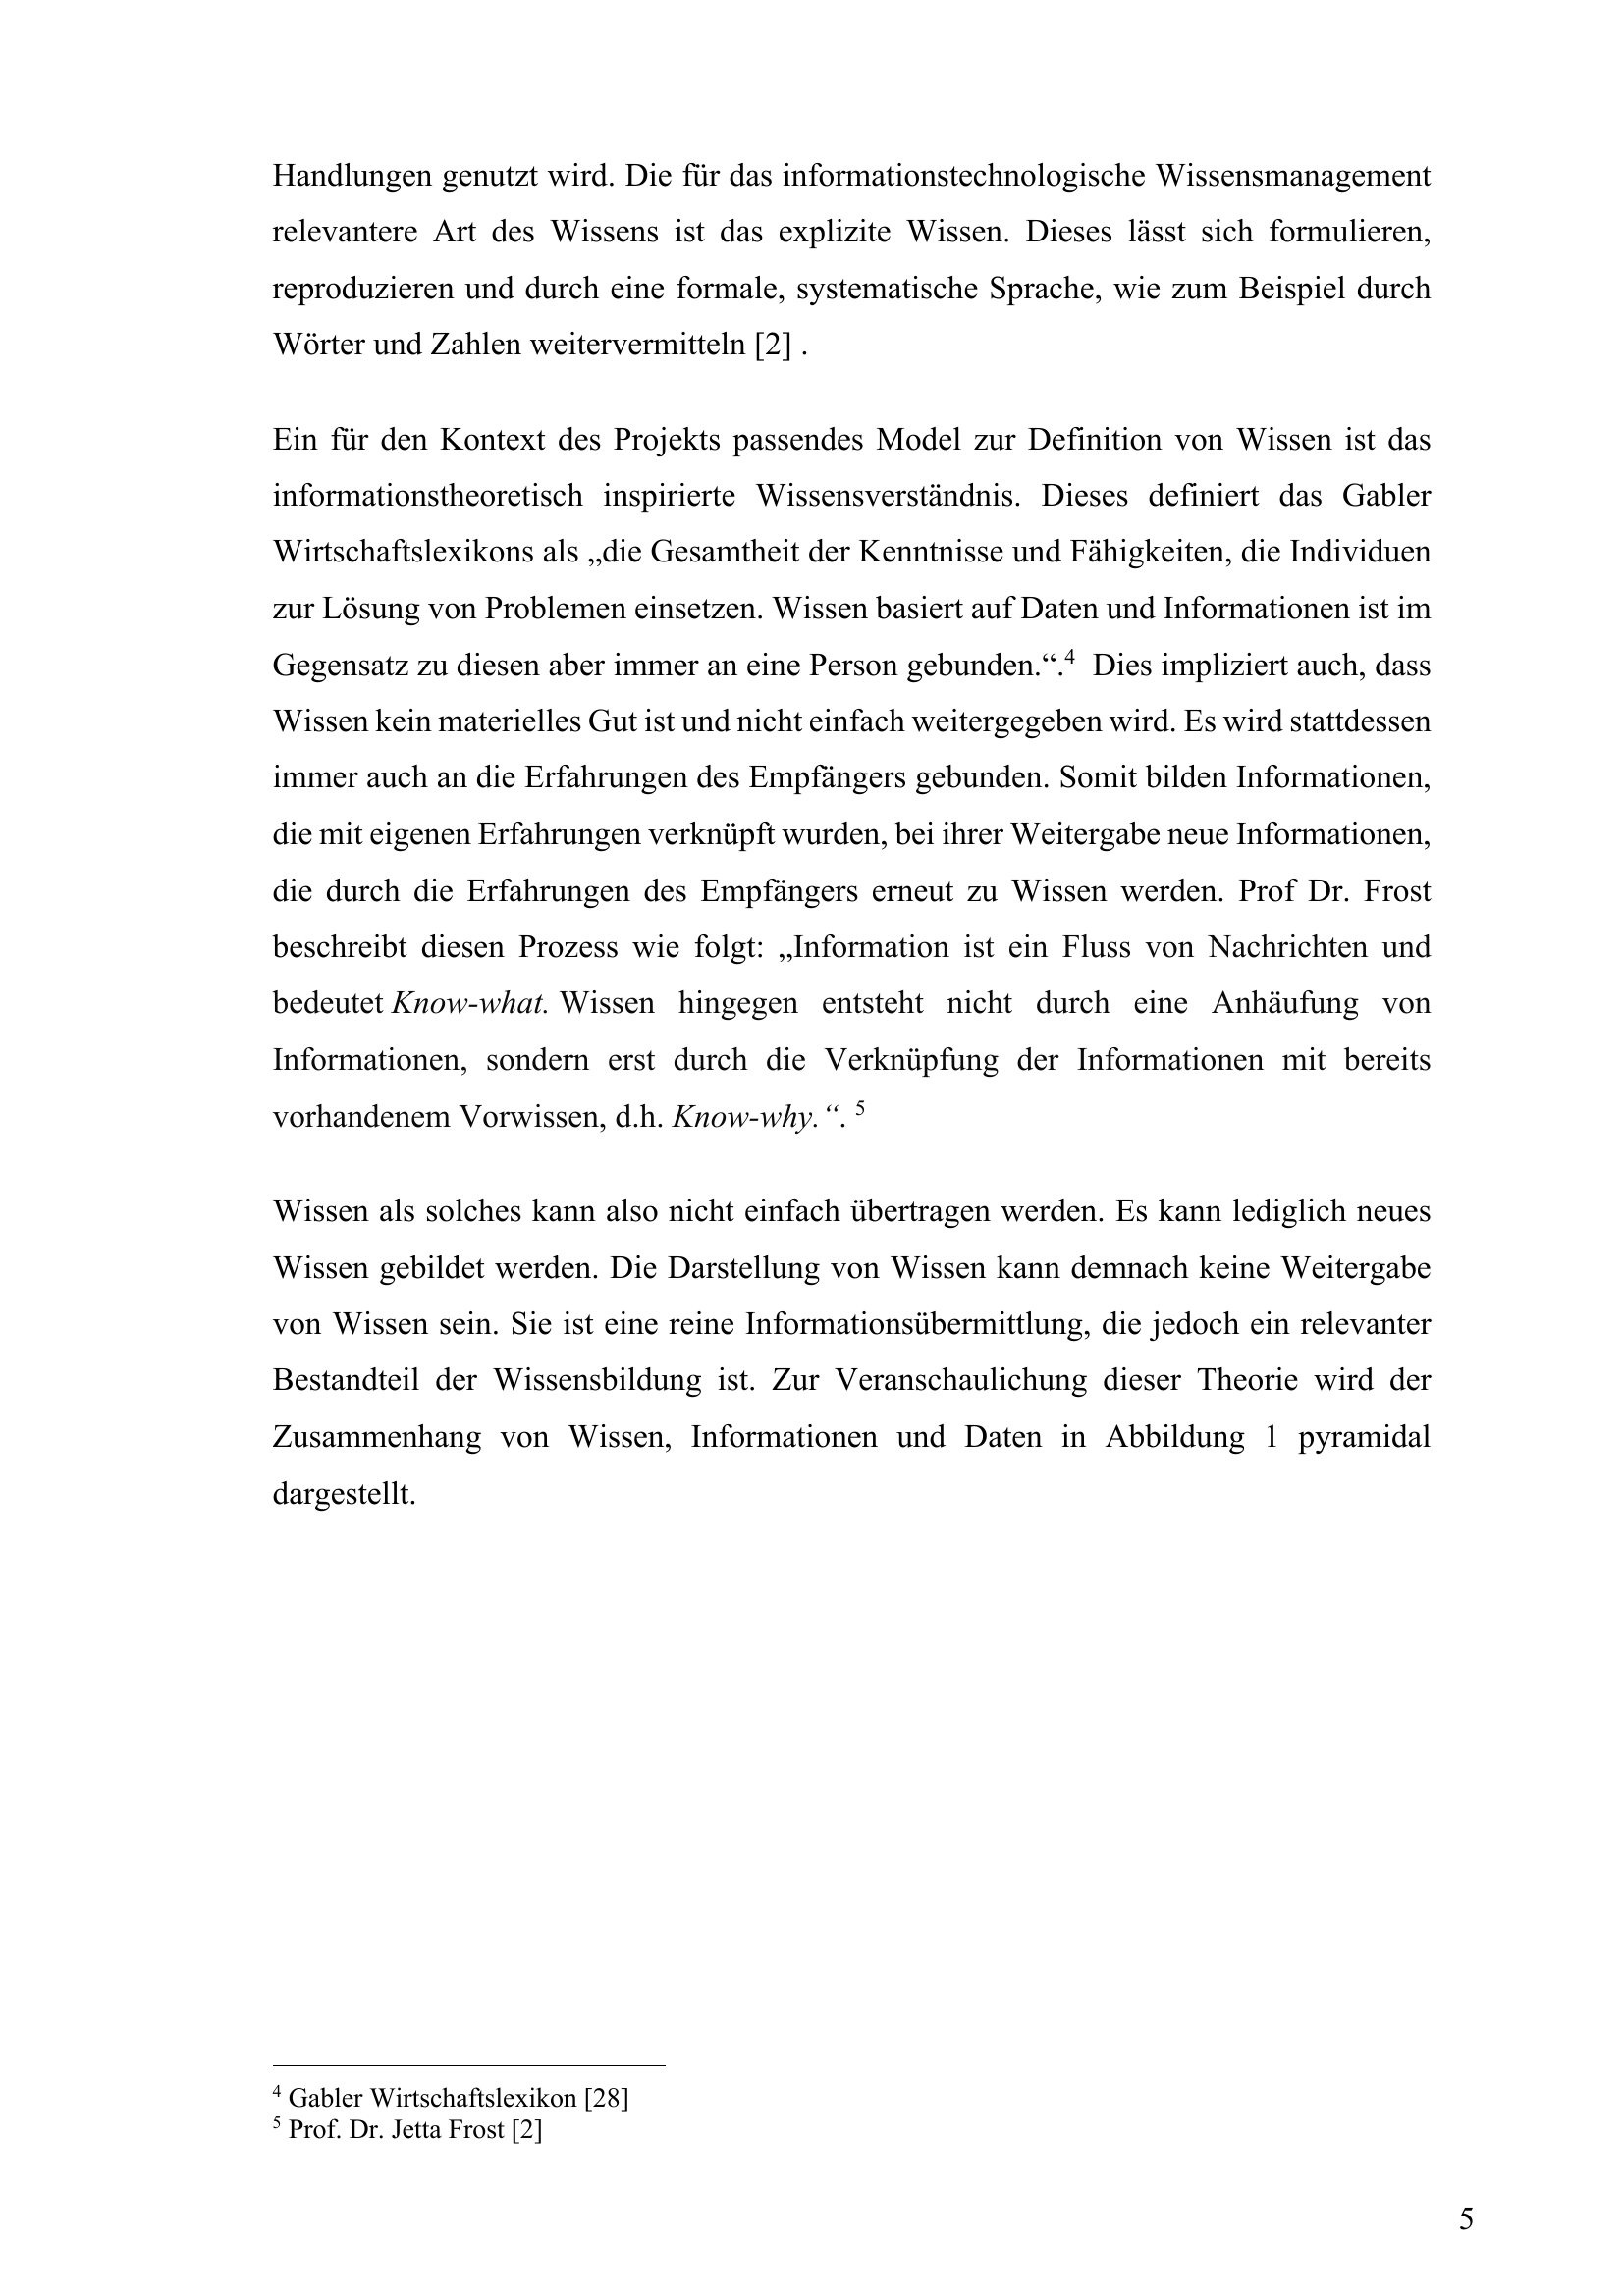 Handlungen genutzt wird. Die für das informationstechnologische Wissensmanagement
relevantere Art des Wissens ist das explizite Wissen. Dieses lässt sich formulieren,
reproduzieren und durch eine formale, systematische Sprache, wie zum Beispiel durch
Wörter und Zahlen weitervermitteln [2] .
Ein für den Kontext des Projekts passendes Model zur Definition von Wissen ist das
informationstheoretisch inspirierte Wissensverständnis. Dieses definiert das Gabler
Wirtschaftslexikons als „die Gesamtheit der Kenntnisse und Fähigkeiten, die Individuen
zur Lösung von Problemen einsetzen. Wissen basiert auf Daten und Informationen ist im
Gegensatz zu diesen aber immer an eine Person gebunden.“.4 Dies impliziert auch, dass
Wissen kein materielles Gut ist und nicht einfach weitergegeben wird. Es wird stattdessen
immer auch an die Erfahrungen des Empfängers gebunden. Somit bilden Informationen,
die mit eigenen Erfahrungen verknüpft wurden, bei ihrer Weitergabe neue Informationen,
die durch die Erfahrungen des Empfängers erneut zu Wissen werden. Prof Dr. Frost
beschreibt diesen Prozess wie folgt: „Information ist ein Fluss von Nachrichten und
bedeutet Know-what. Wissen hingegen entsteht nicht durch eine Anhäufung von
Informationen, sondern erst durch die Verknüpfung der Informationen mit bereits
vorhandenem Vorwissen, d.h. Know-why.“. 5
Wissen als solches kann also nicht einfach übertragen werden. Es kann lediglich neues
Wissen gebildet werden. Die Darstellung von Wissen kann demnach keine Weitergabe
von Wissen sein. Sie ist eine reine Informationsübermittlung, die jedoch ein relevanter
Bestandteil der Wissensbildung ist. Zur Veranschaulichung dieser Theorie wird der
Zusammenhang von Wissen, Informationen und Daten in Abbildung 1 pyramidal
dargestellt.
4 Gabler Wirtschaftslexikon [28]
5 Prof. Dr. Jetta Frost [2]
5